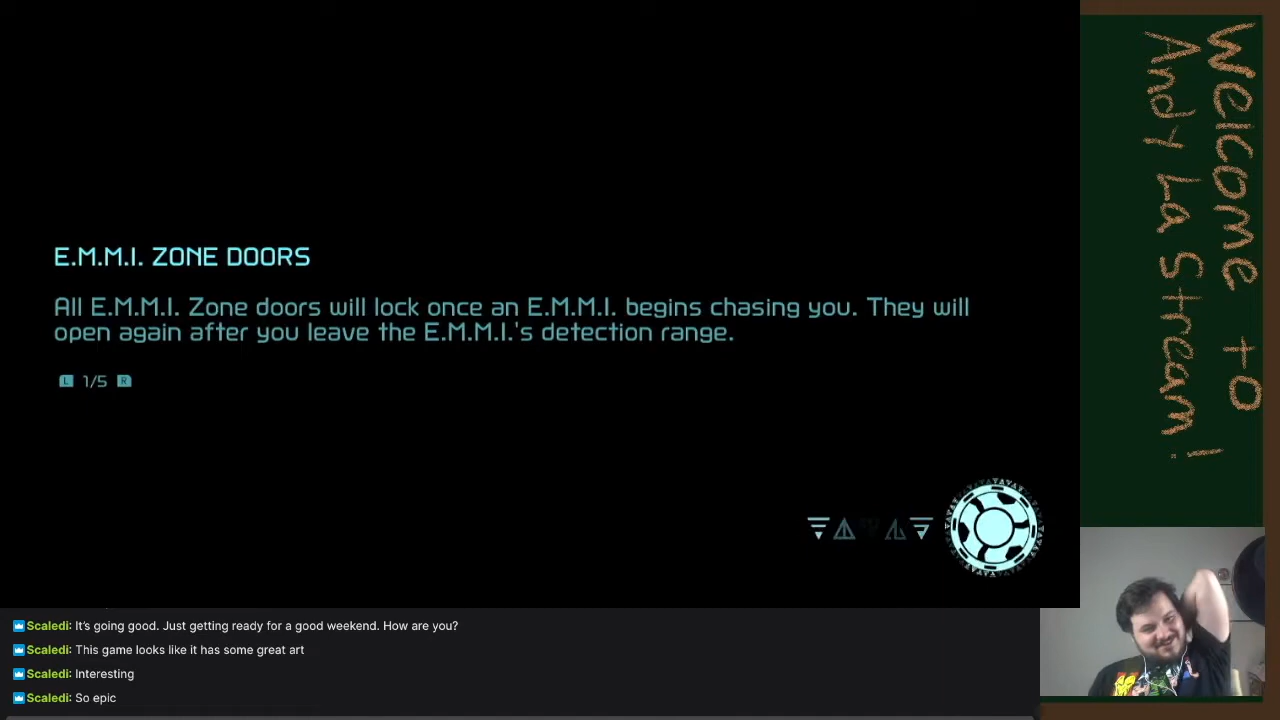 E.M.M.I. ZONE DOORS
All E.M.M.I. Zone doors will lock once an E.M.M.I. begins chasing you. They will
open again after you leave the E.M.M.I.'s detection range.
L 1/5 R
Welcome to
Andy La Stream!
Scaledi: It's going good. Just getting ready for a good weekend. How are you?
Scaledi: This game looks like it has some great art
Scaledi: Interesting
Scaledi: So epic